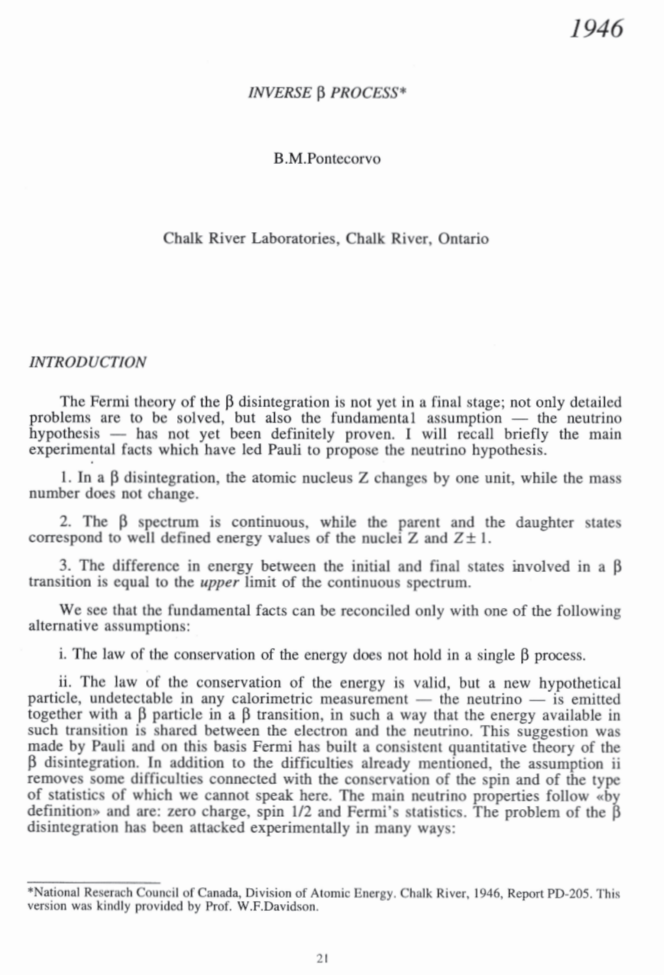 1946
INVERSE β PROCESS*
B.M.Pontecorvo
Chalk River Laboratories, Chalk River, Ontario
INTRODUCTION
The Fermi theory of the β disintegration is not yet in a final stage; not only detailed
problems are to be solved, but also the fundamental assumption — the neutrino
hypothesis — has not yet been definitely proven. I will recall briefly the main
experimental facts which have led Pauli to propose the neutrino hypothesis.
1. In a β disintegration, the atomic nucleus Z changes by one unit, while the mass
number does not change.
2. The β spectrum is continuous, while the parent and the daughter states
correspond to well defined energy values of the nuclei Z and Z± 1.
3. The difference in energy between the initial and final states involved in a β
transition is equal to the upper limit of the continuous spectrum.
We see that the fundamental facts can be reconciled only with one of the following
alternative assumptions:
i. The law of the conservation of the energy does not hold in a single β process.
ii. The law of the conservation of the energy is valid, but a new hypothetical
particle, undetectable in any calorimetric measurement — the neutrino — is emitted
together with a β particle in a β transition, in such a way that the energy available in
such transition is shared between the electron and the neutrino. This suggestion was
made by Pauli and on this basis Fermi has built a consistent quantitative theory of the
β disintegration. In addition to the difficulties already mentioned, the assumption ii
removes some difficulties connected with the conservation of the spin and of the type
of statistics of which we cannot speak here. The main neutrino properties follow «by
definition» and are: zero charge, spin 1/2 and Fermi's statistics. The problem of the β
disintegration has been attacked experimentally in many ways:
*National Reserach Council of Canada, Division of Atomic Energy. Chalk River, 1946, Report PD-205. This
version was kindly provided by Prof. W.F.Davidson.
21